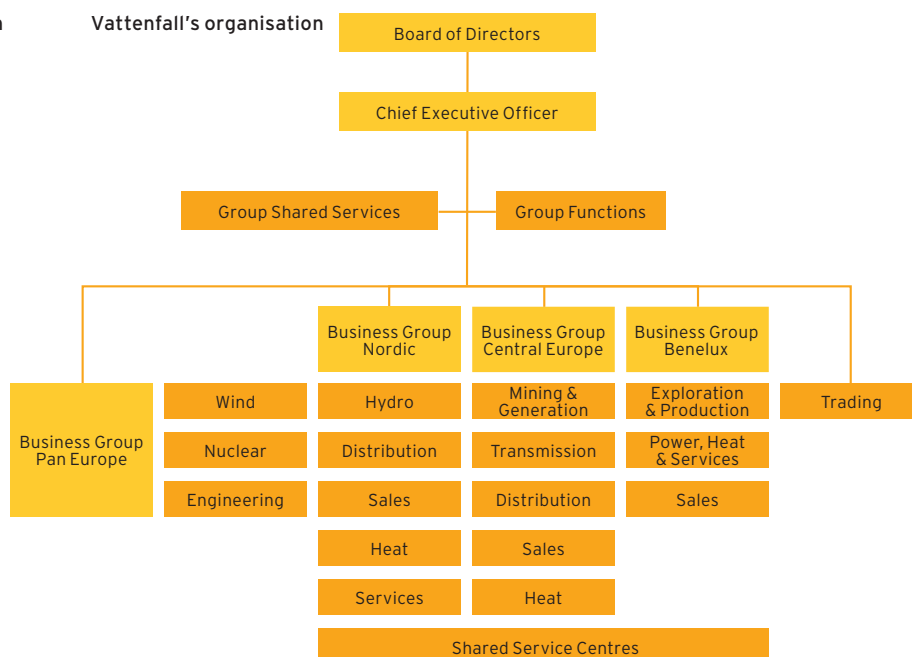 n
Vattenfall's organisation
Board of Directors
Chief Executive Officer
Group Shared Services
Group Functions
Business Group
Nordic
Business Group
Central Europe
Business Group
Benelux
Business Group
Pan Europe
Wind
Nuclear
Engineering
Hydro
Distribution
Sales
Heat
Services
Mining &
Generation
Transmission
Distribution
Sales
Heat
Exploration
& Production
Power, Heat
& Services
Sales
Trading
Shared Service Centres